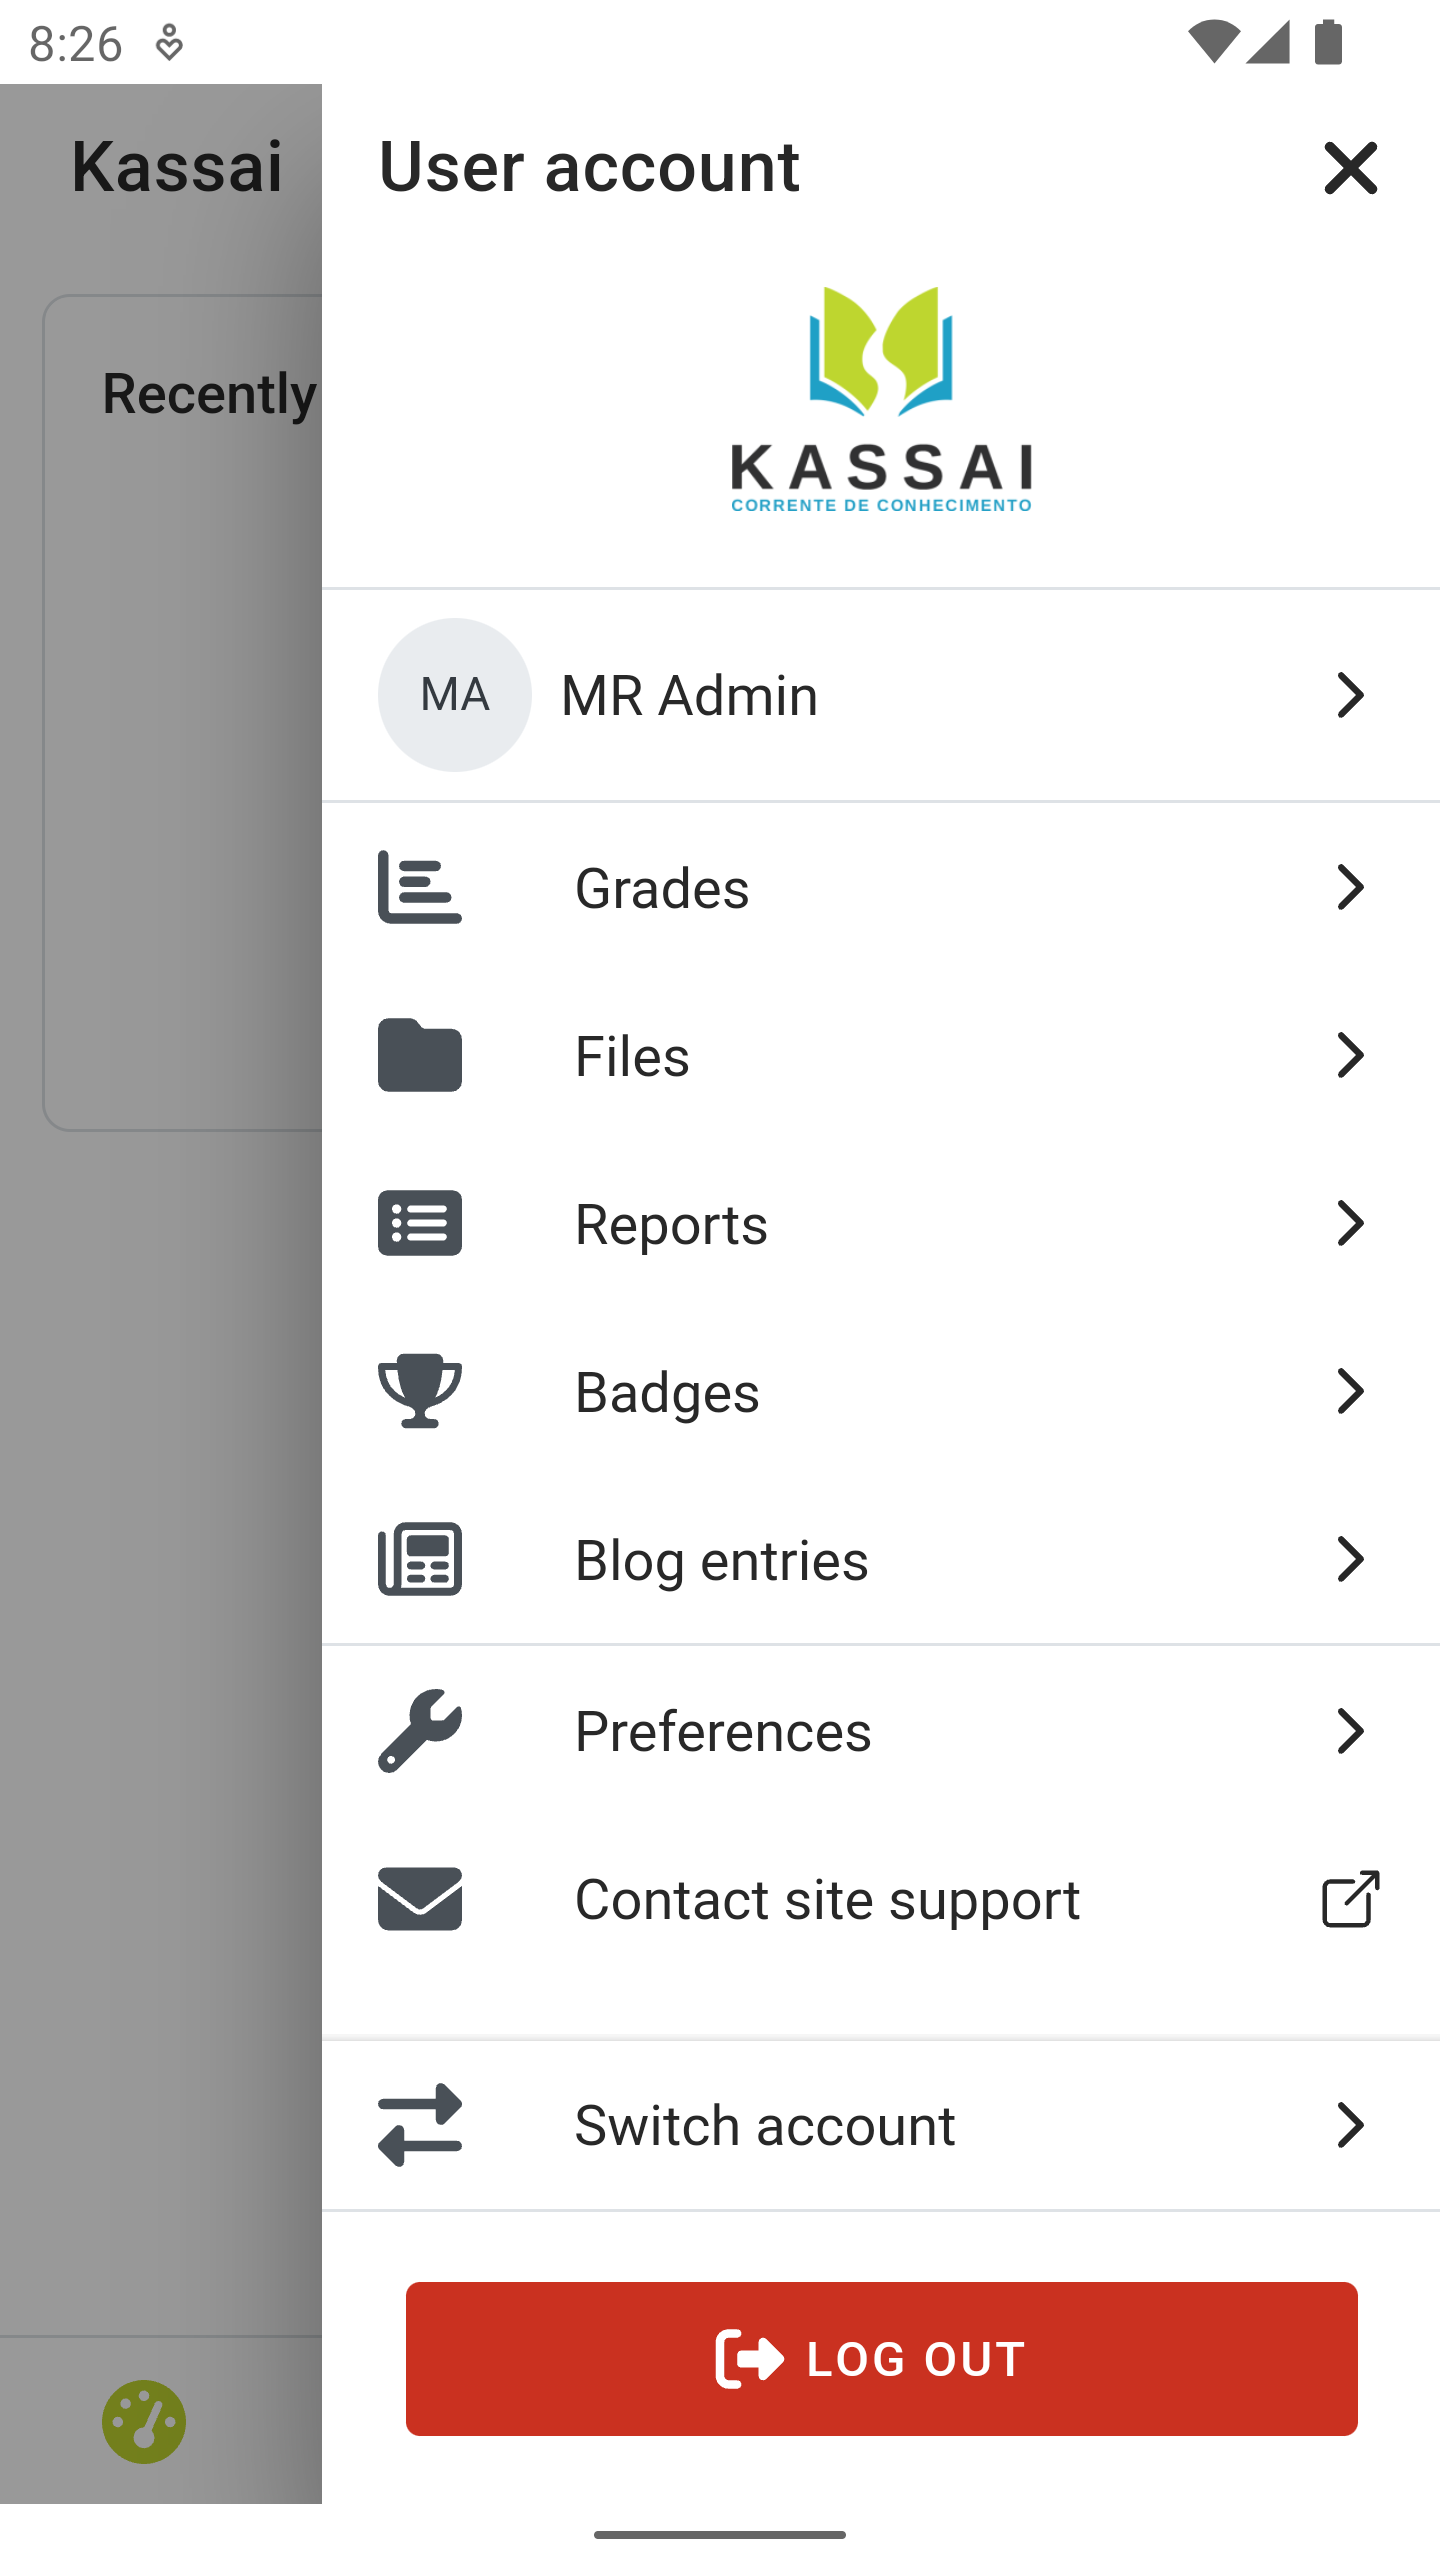 8:26
Kassai
User account
Recently
KASSAI
CORRENTE DE CONHECIMENTO
MA
MR Admin
Grades
Files
Reports
Badges
Blog entries
Preferences
Contact site support
Switch account
LOG OUT